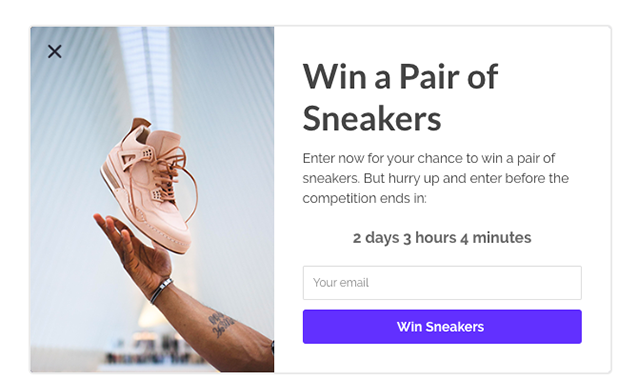 Win a Pair of
Sneakers
Enter now for your chance to win a pair of
sneakers. But hurry up and enter before the
competition ends in:
2 days 3 hours 4 minutes
Your email
Win Sneakers